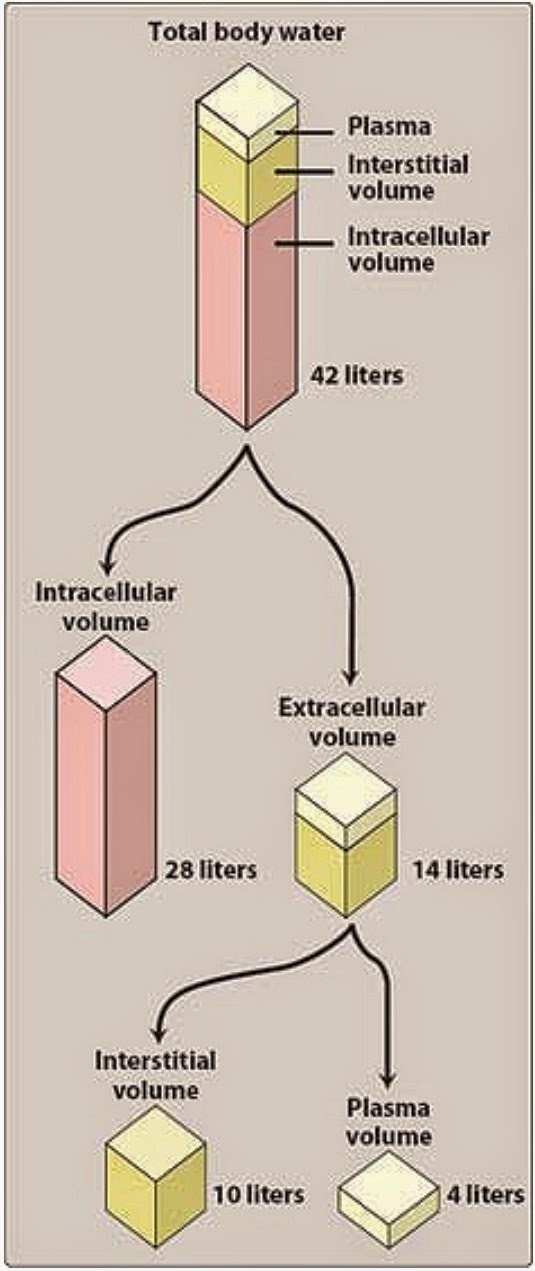 Total body water
Plasma
Interstitial
volume
Intracellular
volume
42 liters
Intracellular
volume
28 liters
Extracellular
volume
14 liters
Interstitial
volume
10 liters
Plasma
volume
4 liters